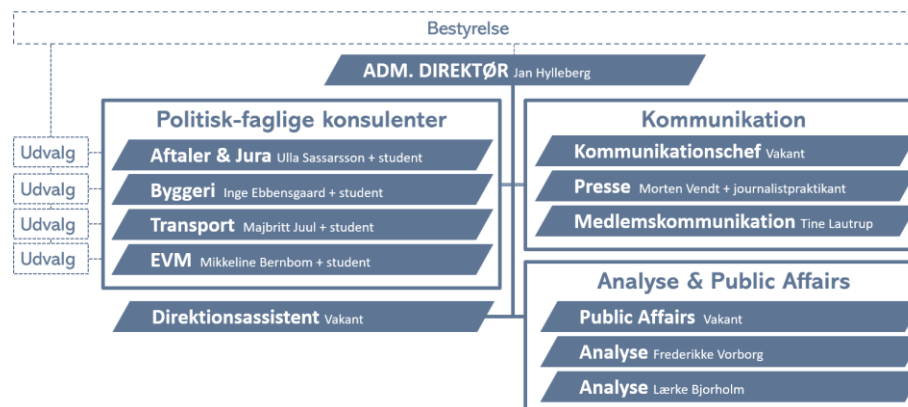 Bestyrelse
ADM. DIREKTØR Jan Hylleberg
Politisk-faglige konsulenter
Udvalg
Aftaler & Jura Ulla Sassarsson + student
Udvalg
Byggeri Inge Ebbensgaard + student
Udvalg
Transport Majbritt Juul + student
Udvalg
EVM Mikkeline Bernbom + student
Direktionsassistent Vakant
Kommunikation
Kommunikationschef Vakant
Presse Morten Vendt + journalistpraktikant
Medlemskommunikation Tine Lautrup
Analyse & Public Affairs
Public Affairs Vakant
Analyse Frederikke Vorborg
Analyse Lærke Bjorholm